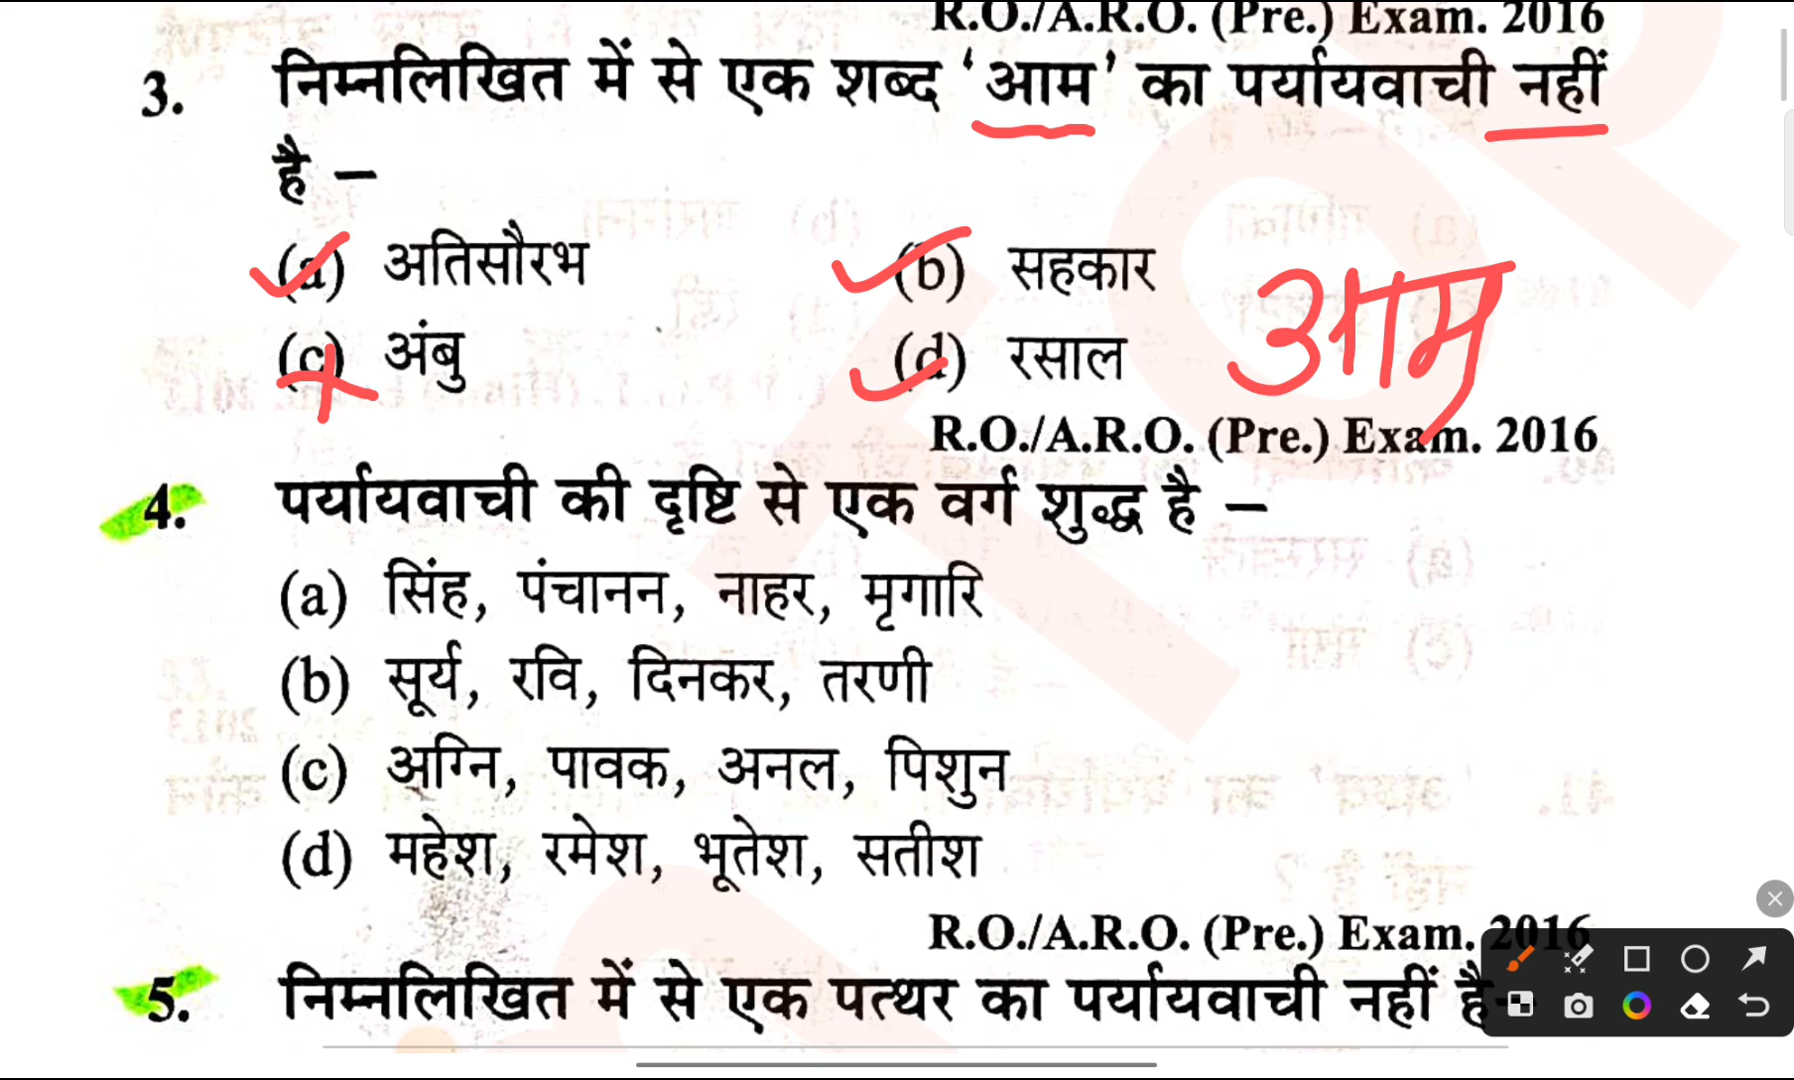 R.O./A.R.O. (Pre.) Exam. 2016
3. निम्नलिखित में से एक शब्द ‘आम’ का पर्यायवाची नहीं
है –
(a) अतिसौरभ (b) सहकार
(c) अंबु (d) रसाल
आम
R.O./A.R.O. (Pre.) Exam. 2016
4. पर्यायवाची की दृष्टि से एक वर्ग शुद्ध है –
(a) सिंह, पंचानन, नाहर, मृगारि
(b) सूर्य, रवि, दिनकर, तरणी
(c) अग्नि, पावक, अनल, पिशुन
(d) महेश, रमेश, भूतेश, सतीश
R.O./A.R.O. (Pre.) Exam. 2016
5. निम्नलिखित में से एक पत्थर का पर्यायवाची नहीं है-